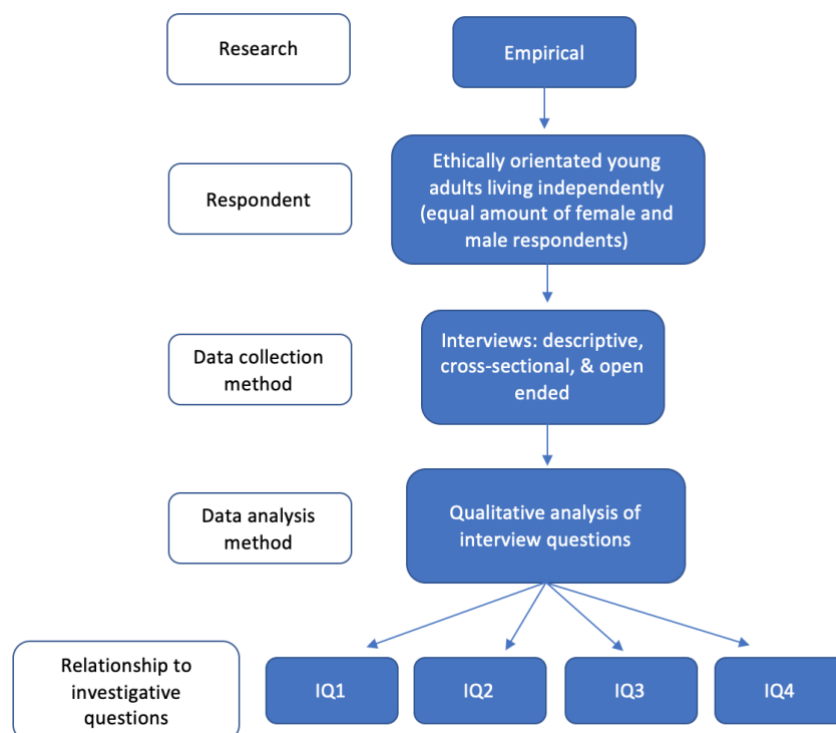 Research
Empirical
Respondent
Ethically orientated young
adults living independently
(equal amount of female and
male respondents)
Data collection
method
Interviews: descriptive,
cross-sectional, & open
ended
Data analysis
method
Qualitative analysis of
interview questions
Relationship to
investigative
questions
IQ1
IQ2
IQ3
IQ4